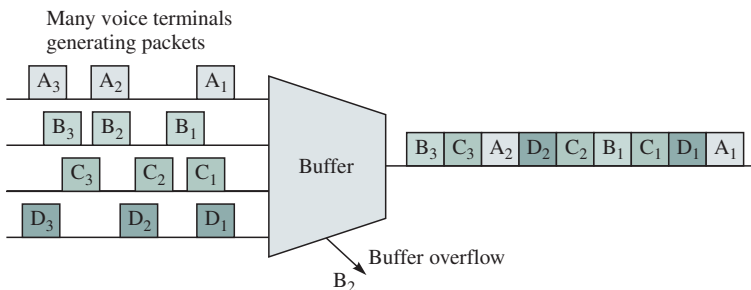 Many voice terminals
generating packets
A₃ A₂ A₁
B₃ B₂ B₁
C₃ C₂ C₁
D₃ D₂ D₁
Buffer
B₃ C₃ A₂ D₂ C₂ B₁ C₁ D₁ A₁
Buffer overflow
B₂